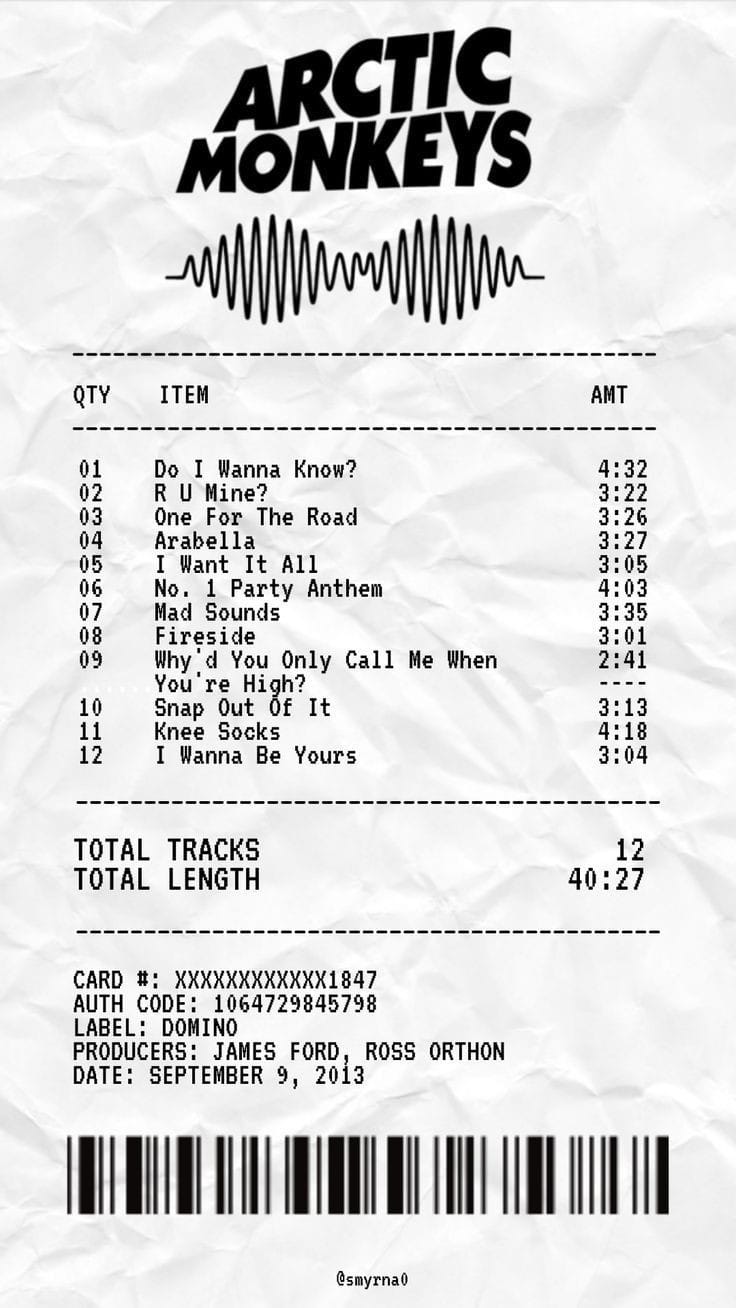 ARCTIC
MONKEYS
QTY ITEM AMT
01 Do I Wanna Know? 4:32
02 R U Mine? 3:22
03 One For The Road 3:26
04 Arabella 3:27
05 I Want It All 3:05
06 No. 1 Party Anthem 4:03
07 Mad Sounds 3:35
08 Fireside 3:01
09 Why'd You Only Call Me When 2:41
You're High? ----
10 Snap Out Of It 3:13
11 Knee Socks 4:18
12 I Wanna Be Yours 3:04
TOTAL TRACKS 12
TOTAL LENGTH 40:27
CARD #: XXXXXXXXXXXX1847
AUTH CODE: 1064729845798
LABEL: DOMINO
PRODUCERS: JAMES FORD, ROSS ORTHON
DATE: SEPTEMBER 9, 2013
@smyrna0